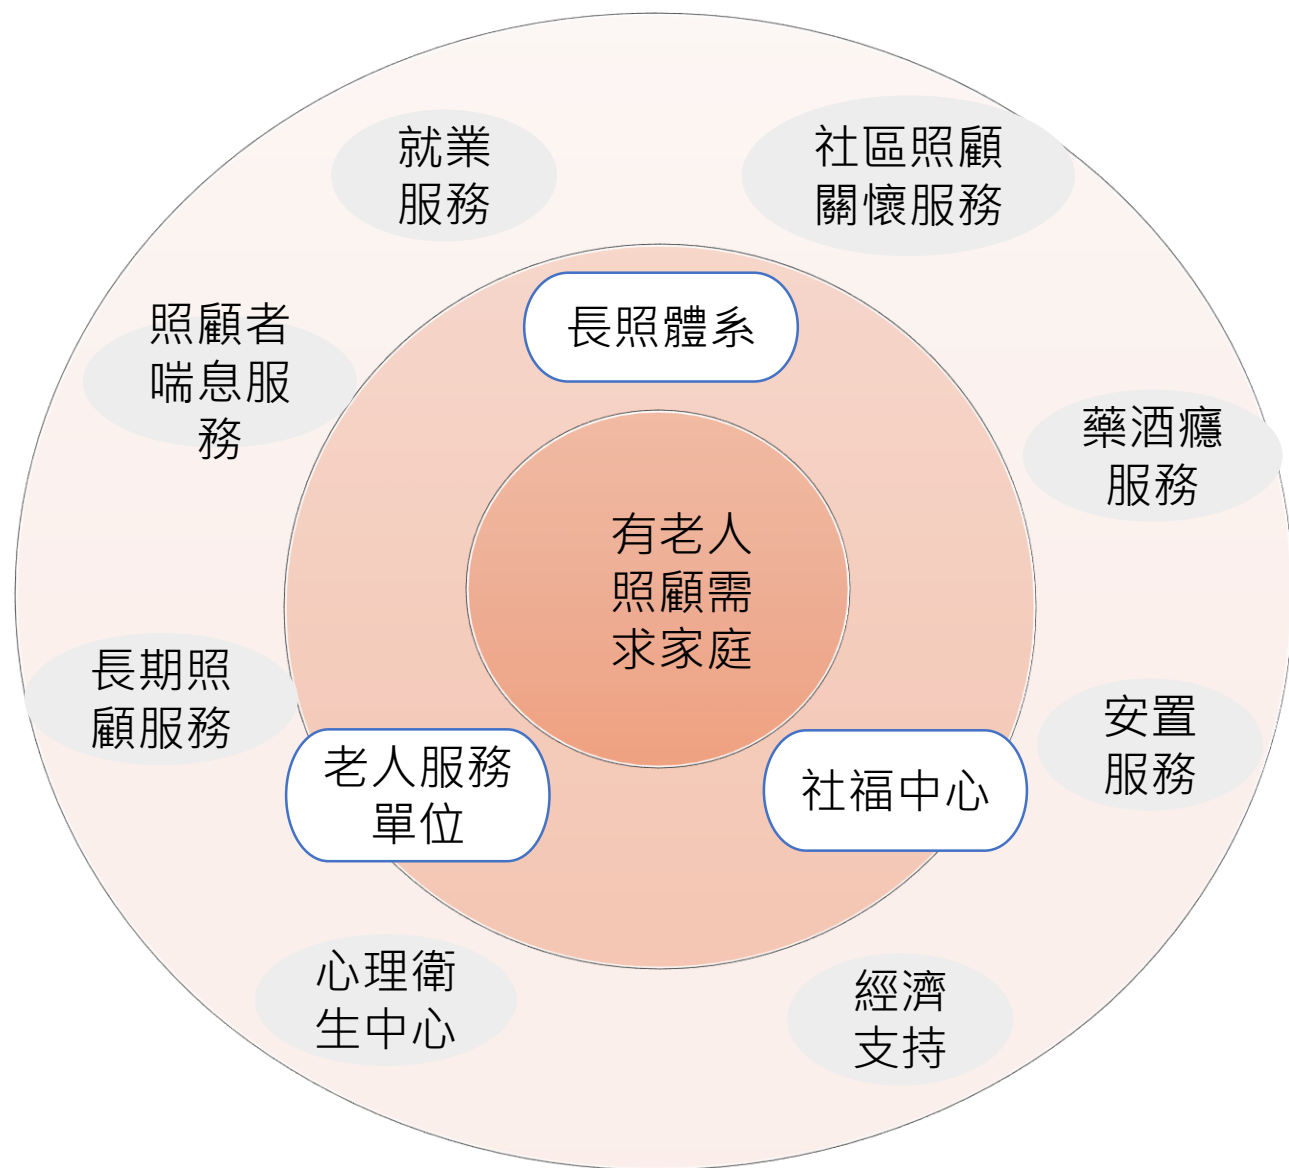 就業
服務
社區照顧
關懷服務
長照體系
照顧者
喘息服
務
藥酒癮
服務
有老人
照顧需
求家庭
長期照
顧服務
安置
服務
老人服務
單位
社福中心
心理衛
生中心
經濟
支持